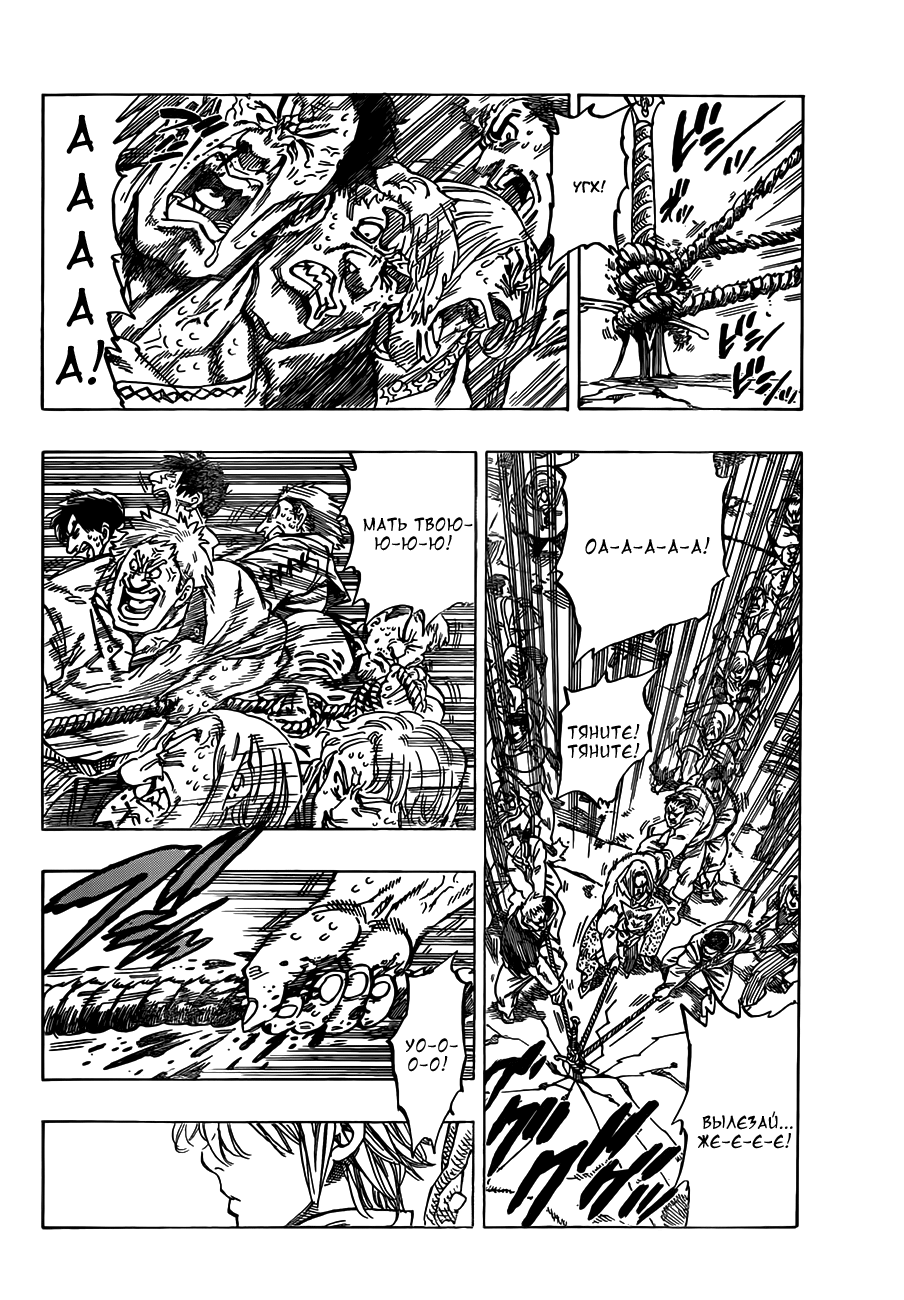 УГХ!
А
А
А
А
А!
ОА-А-А-А-А!
ТЯНИТЕ!
ТЯНИТЕ!
ВЫЛЕЗАЙ...
ЖЕ-Е-Е-Е!
МАТЬ ТВОЮ-
Ю-Ю-Ю!
УО-О-
О-О!